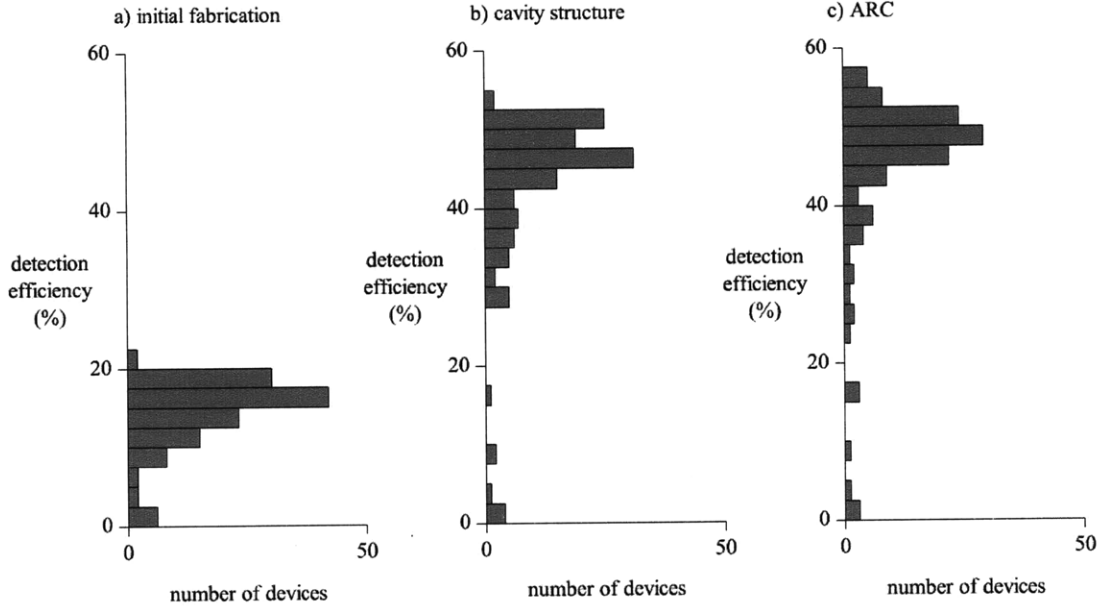 a) initial fabrication
60
40
detection
efficiency
(%)
20
0
0
50
number of devices
b) cavity structure
60
40
detection
efficiency
(%)
20
0
0
50
number of devices
c) ARC
60
40
detection
efficiency
(%)
20
0
0
50
number of devices